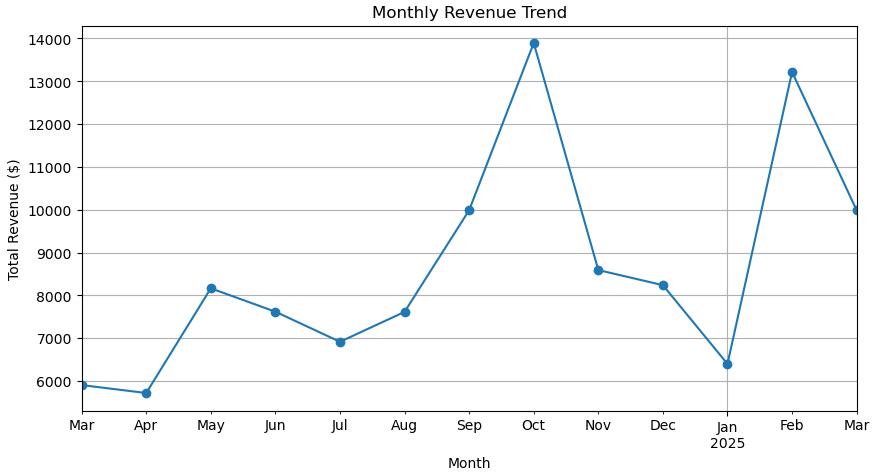 Monthly Revenue Trend
14000
13000
12000
11000
10000
9000
8000
7000
6000
Total Revenue ($)
Mar Apr May Jun Jul Aug Sep Oct Nov Dec Jan Feb Mar
2025
Month